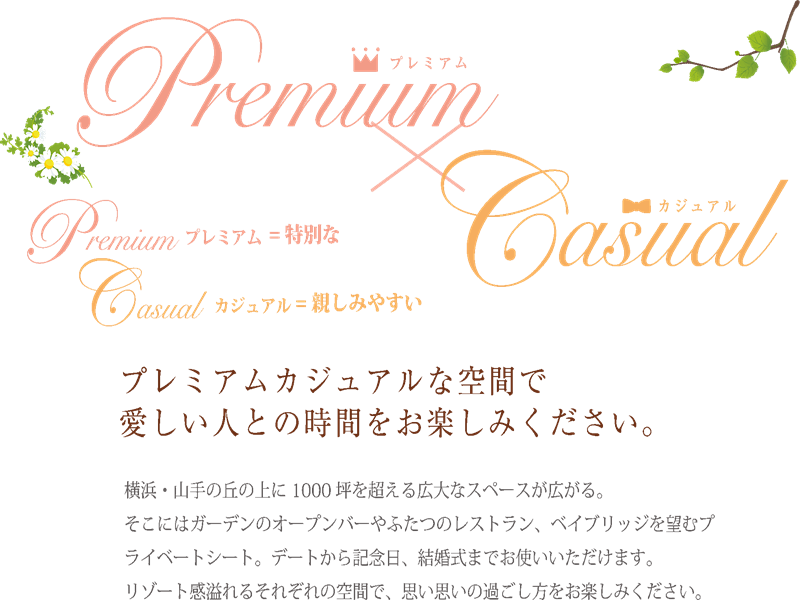 プレミアム
Premium
×
カジュアル
Casual
Premium プレミアム = 特別な
Casual カジュアル = 親しみやすい
プレミアムカジュアルな空間で
愛しい人との時間をお楽しみください。
横浜・山手の丘の上に 1000 坪を超える広大なスペースが広がる。
そこにはガーデンのオープンバーやふたつのレストラン、ベイブリッジを望むプ
ライベートシート。デートから記念日、結婚式までお使いいただけます。
リゾート感溢れるそれぞれの空間で、思い思いの過ごし方をお楽しみください。